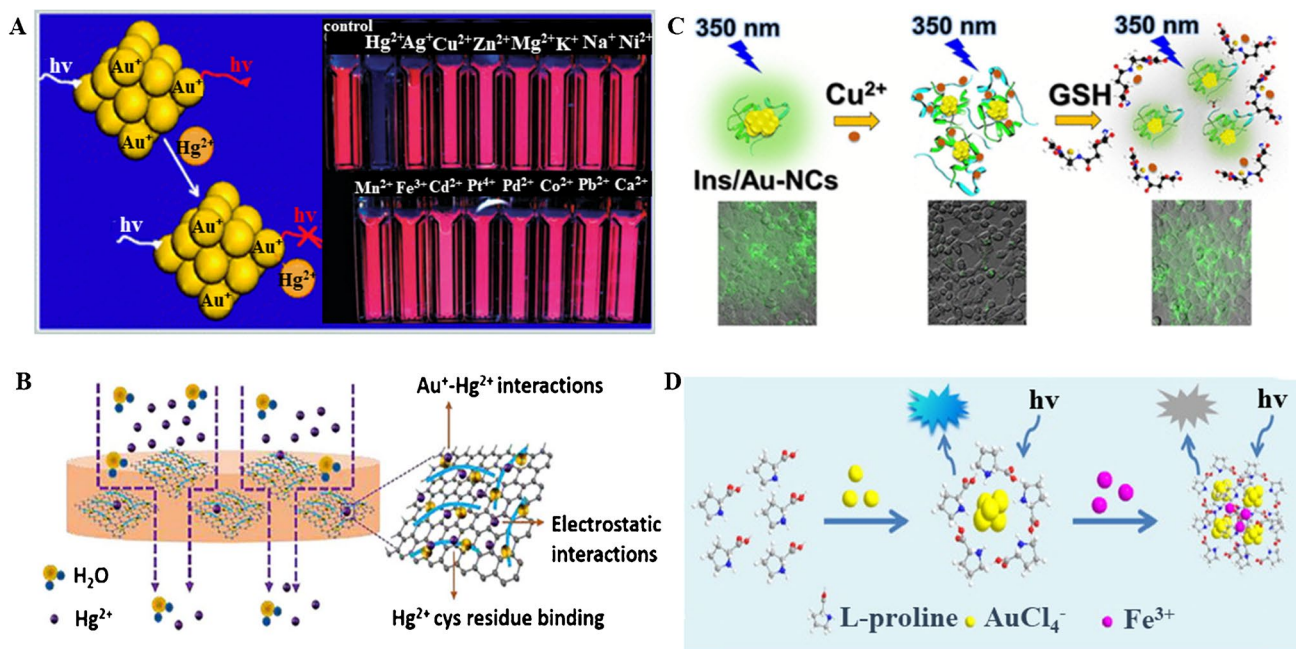 A
control
Hg²⁺ Ag⁺ Cu²⁺ Zn²⁺ Mg²⁺ K⁺ Na⁺ Ni²⁺
Mn²⁺ Fe³⁺ Cd²⁺ Pt⁴⁺ Pd²⁺ Co²⁺ Pb²⁺ Ca²⁺
hv
hv
Au⁺
Au⁺
Au⁺
Hg²⁺
hv
hv
Au⁺
Au⁺
Hg²⁺
Au⁺
C
350 nm
350 nm
350 nm
Cu²⁺
GSH
Ins/Au-NCs
B
Au⁺-Hg²⁺ interactions
Electrostatic
interactions
Hg²⁺ cys residue binding
H₂O
Hg²⁺
D
hv
hv
L-proline
AuCl₄⁻
Fe³⁺